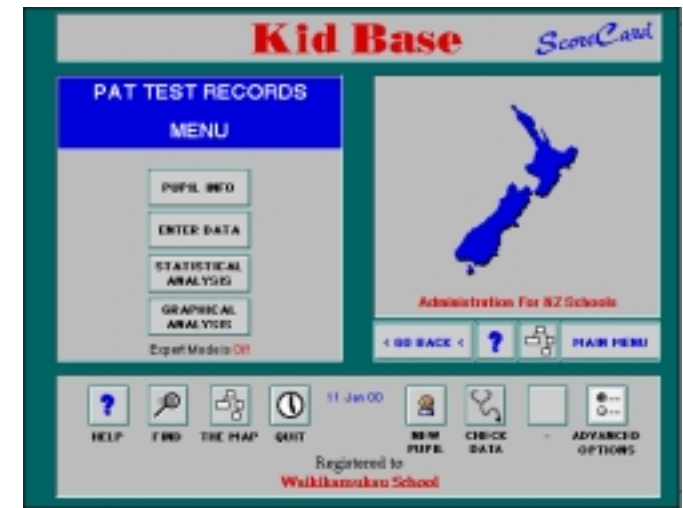 Kid Base
ScoreCard
PAT TEST RECORDS
MENU
PUPIL INFO
ENTER DATA
STATISTICAL
ANALYSIS
GRAPHICAL
ANALYSIS
Expert Mode is Off
Administration For NZ Schools
< GO BACK <
?
MAIN MENU
?
HELP
FIND
THE MAP
QUIT
11 Jan 00
NEW
PUPIL
CHECK
DATA
-
ADVANCED
OPTIONS
Registered to
Waikikamukau School